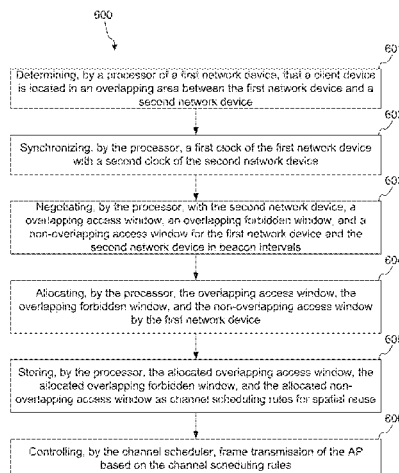 600
601
Determining, by a processor of a first network device, that a client device
is located in an overlapping area between the first network device and a
second network device
602
Synchronizing, by the processor, a first clock of the first network device
with a second clock of the second network device
603
Negotiating, by the processor, with the second network device, a
overlapping access window, an overlapping forbidden window, and a
non-overlapping access window for the first network device and the
second network device in beacon intervals
604
Allocating, by the processor, the overlapping access window, the
overlapping forbidden window, and the non-overlapping access window
by the first network device
605
Storing, by the processor, the allocated overlapping access window, the
allocated overlapping forbidden window, and the allocated non-
overlapping access window as channel scheduling rules for spatial reuse
606
Controlling, by the channel scheduler, frame transmission of the AP
based on the channel scheduling rules